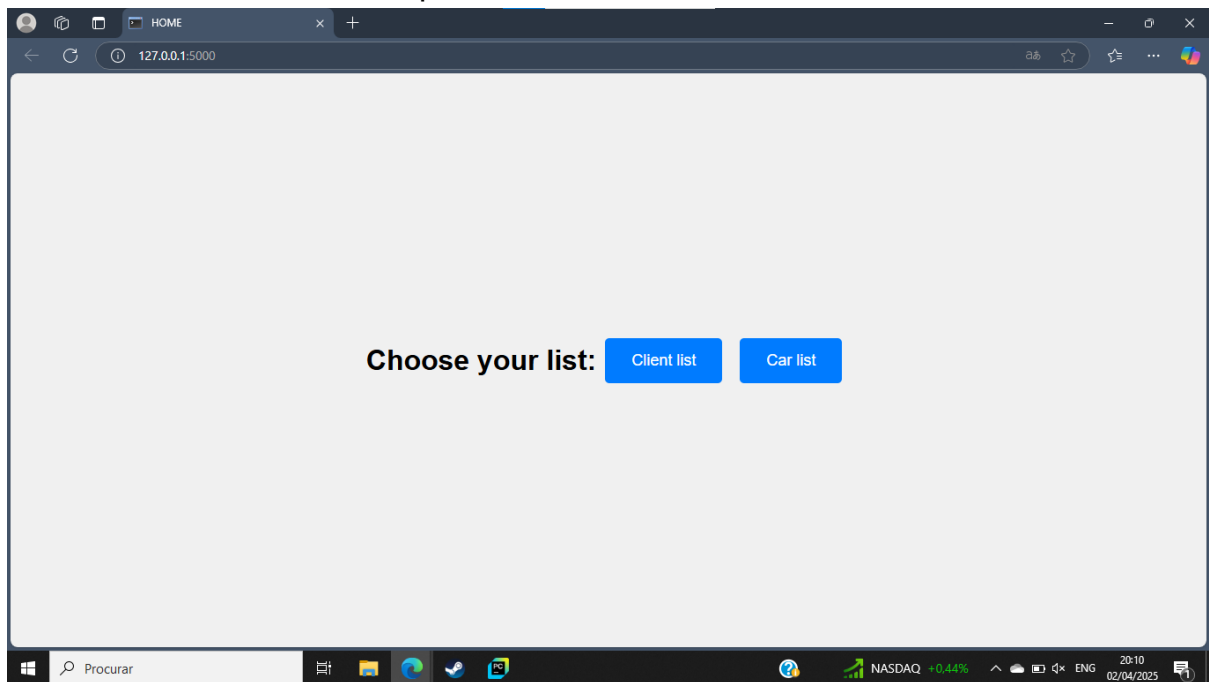 HOME
127.0.0.1:5000
Choose your list: Client list Car list
Procurar
NASDAQ +0,44%
ENG
20:10
02/04/2025